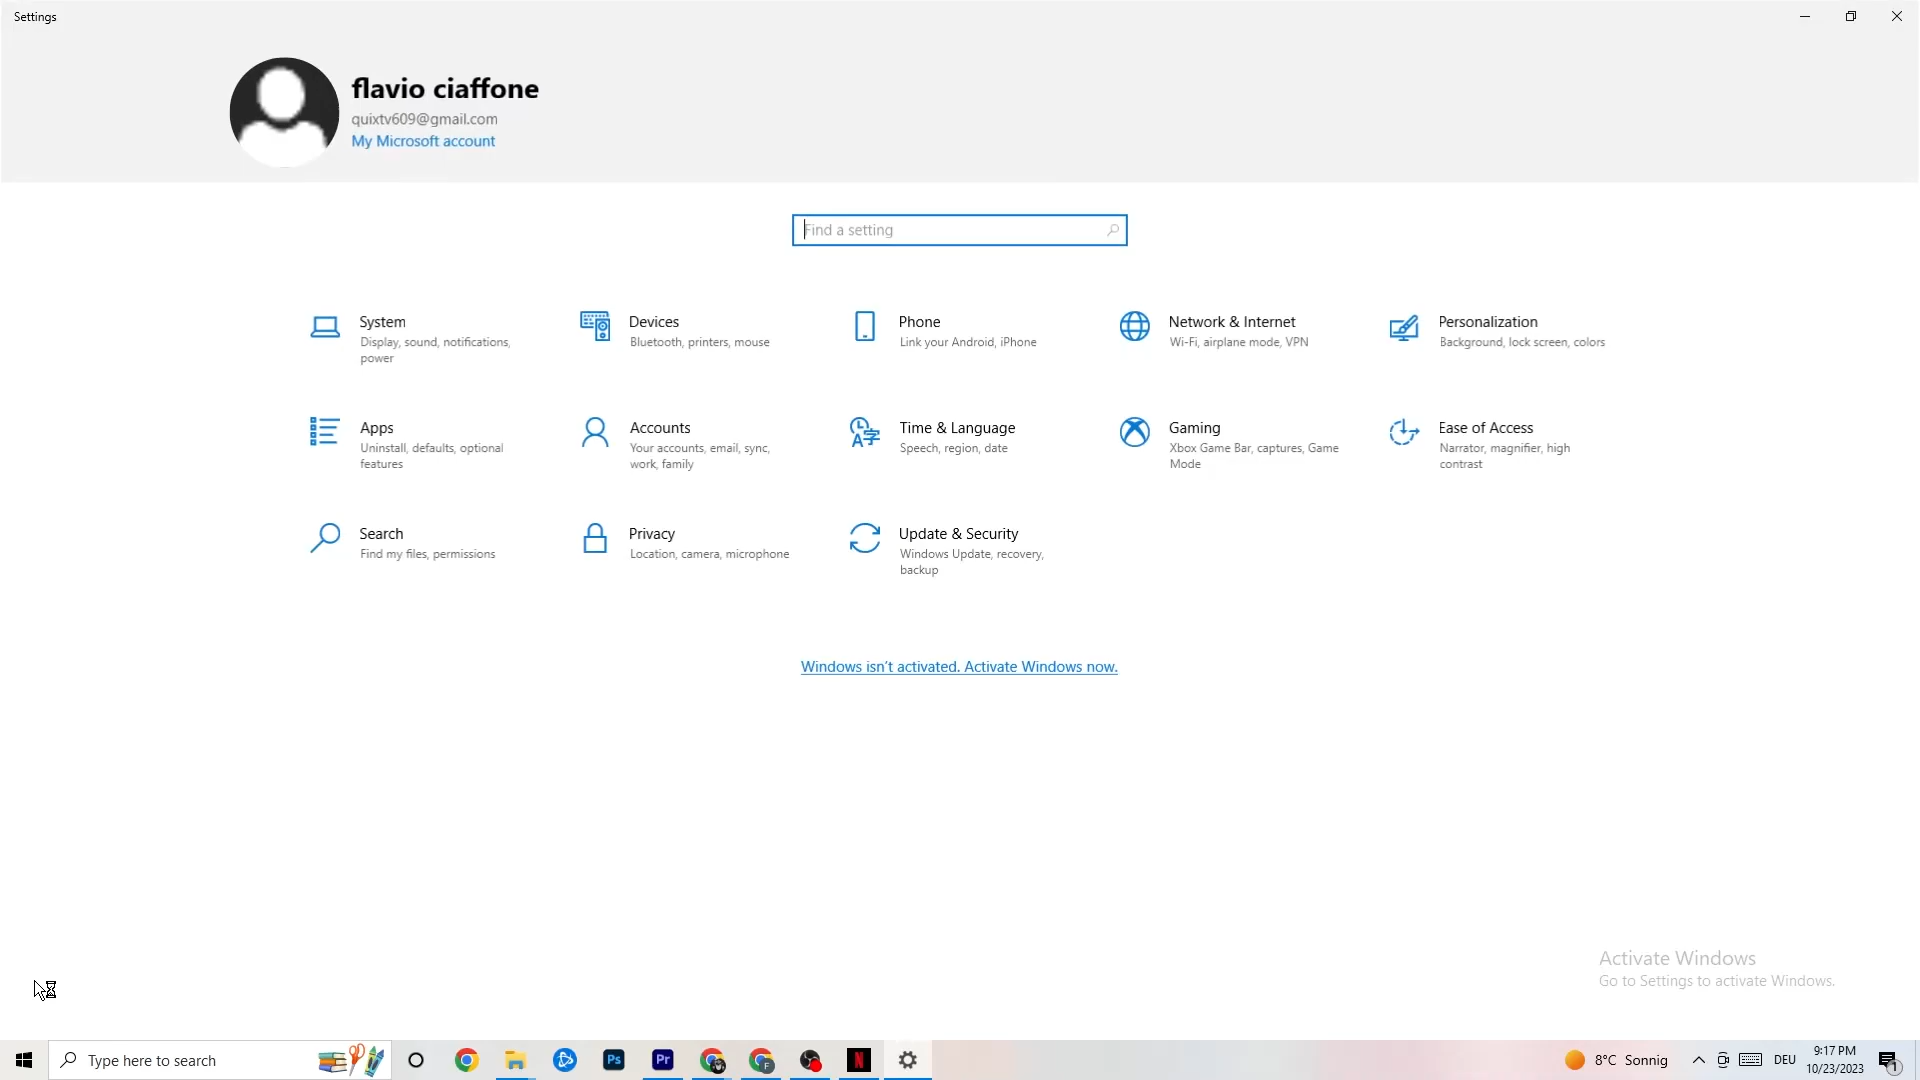 Settings
flavio ciaffone
quixtv609@gmail.com
My Microsoft account
Find a setting
System
Display, sound, notifications,
power
Devices
Bluetooth, printers, mouse
Phone
Link your Android, iPhone
Network & Internet
Wi-Fi, airplane mode, VPN
Personalization
Background, lock screen, colors
Apps
Uninstall, defaults, optional
features
Accounts
Your accounts, email, sync,
work, family
Time & Language
Speech, region, date
Gaming
Xbox Game Bar, captures, Game
Mode
Ease of Access
Narrator, magnifier, high
contrast
Search
Find my files, permissions
Privacy
Location, camera, microphone
Update & Security
Windows Update, recovery,
backup
Windows isn't activated. Activate Windows now.
Activate Windows
Go to Settings to activate Windows.
Type here to search
Ps
Pr
F
N
8°C Sonnig
DEU
9:17 PM
10/23/2023
1